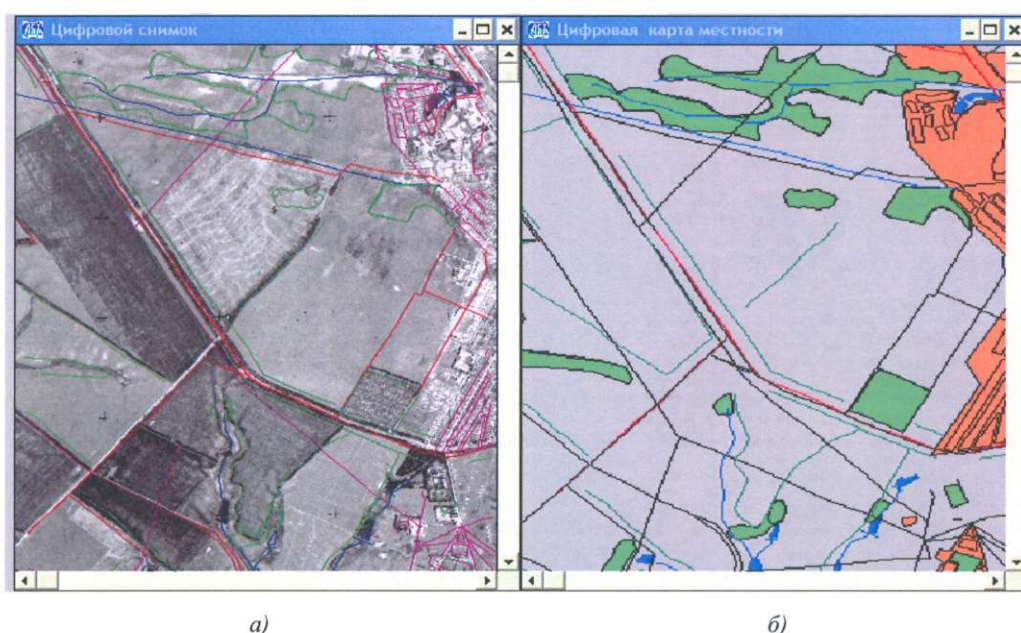 Цифровой снимок
Цифровая карта местности
а)
б)